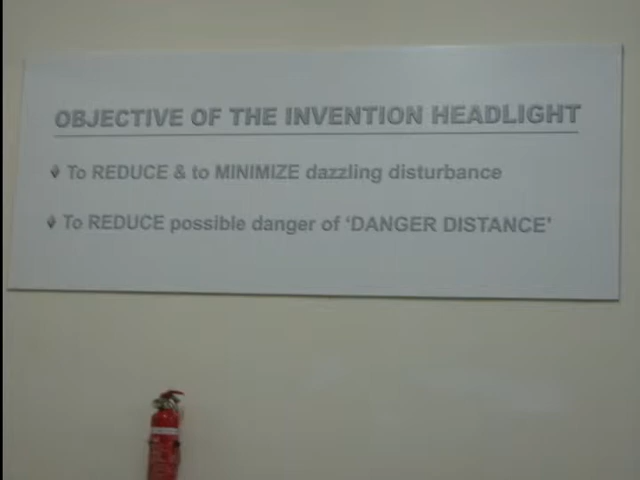 OBJECTIVE OF THE INVENTION HEADLIGHT
To REDUCE & to MINIMIZE dazzling disturbance
To REDUCE possible danger of ‘DANGER DISTANCE’